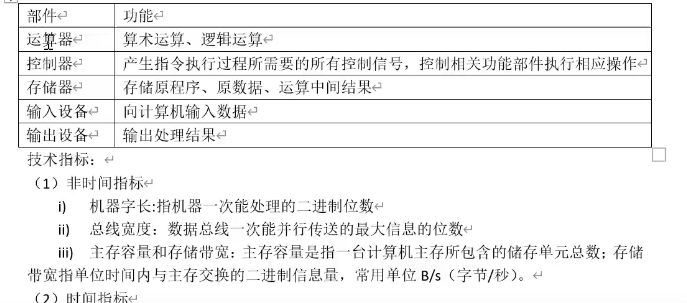 部件 功能
运算器 算术运算、逻辑运算
控制器 产生指令执行过程所需要的所有控制信号，控制相关功能部件执行相应操作
存储器 存储原程序、原数据、运算中间结果
输入设备 向计算机输入数据
输出设备 输出处理结果
技术指标：
（1）非时间指标
i) 机器字长:指机器一次能处理的二进制位数
ii) 总线宽度：数据总线一次能并行传送的最大信息的位数
iii) 主存容量和存储带宽：主存容量是指一台计算机主存所包含的储存单元总数；存储
带宽指单位时间内与主存交换的二进制信息量，常用单位 B/s（字节/秒）。
（2）时间指标